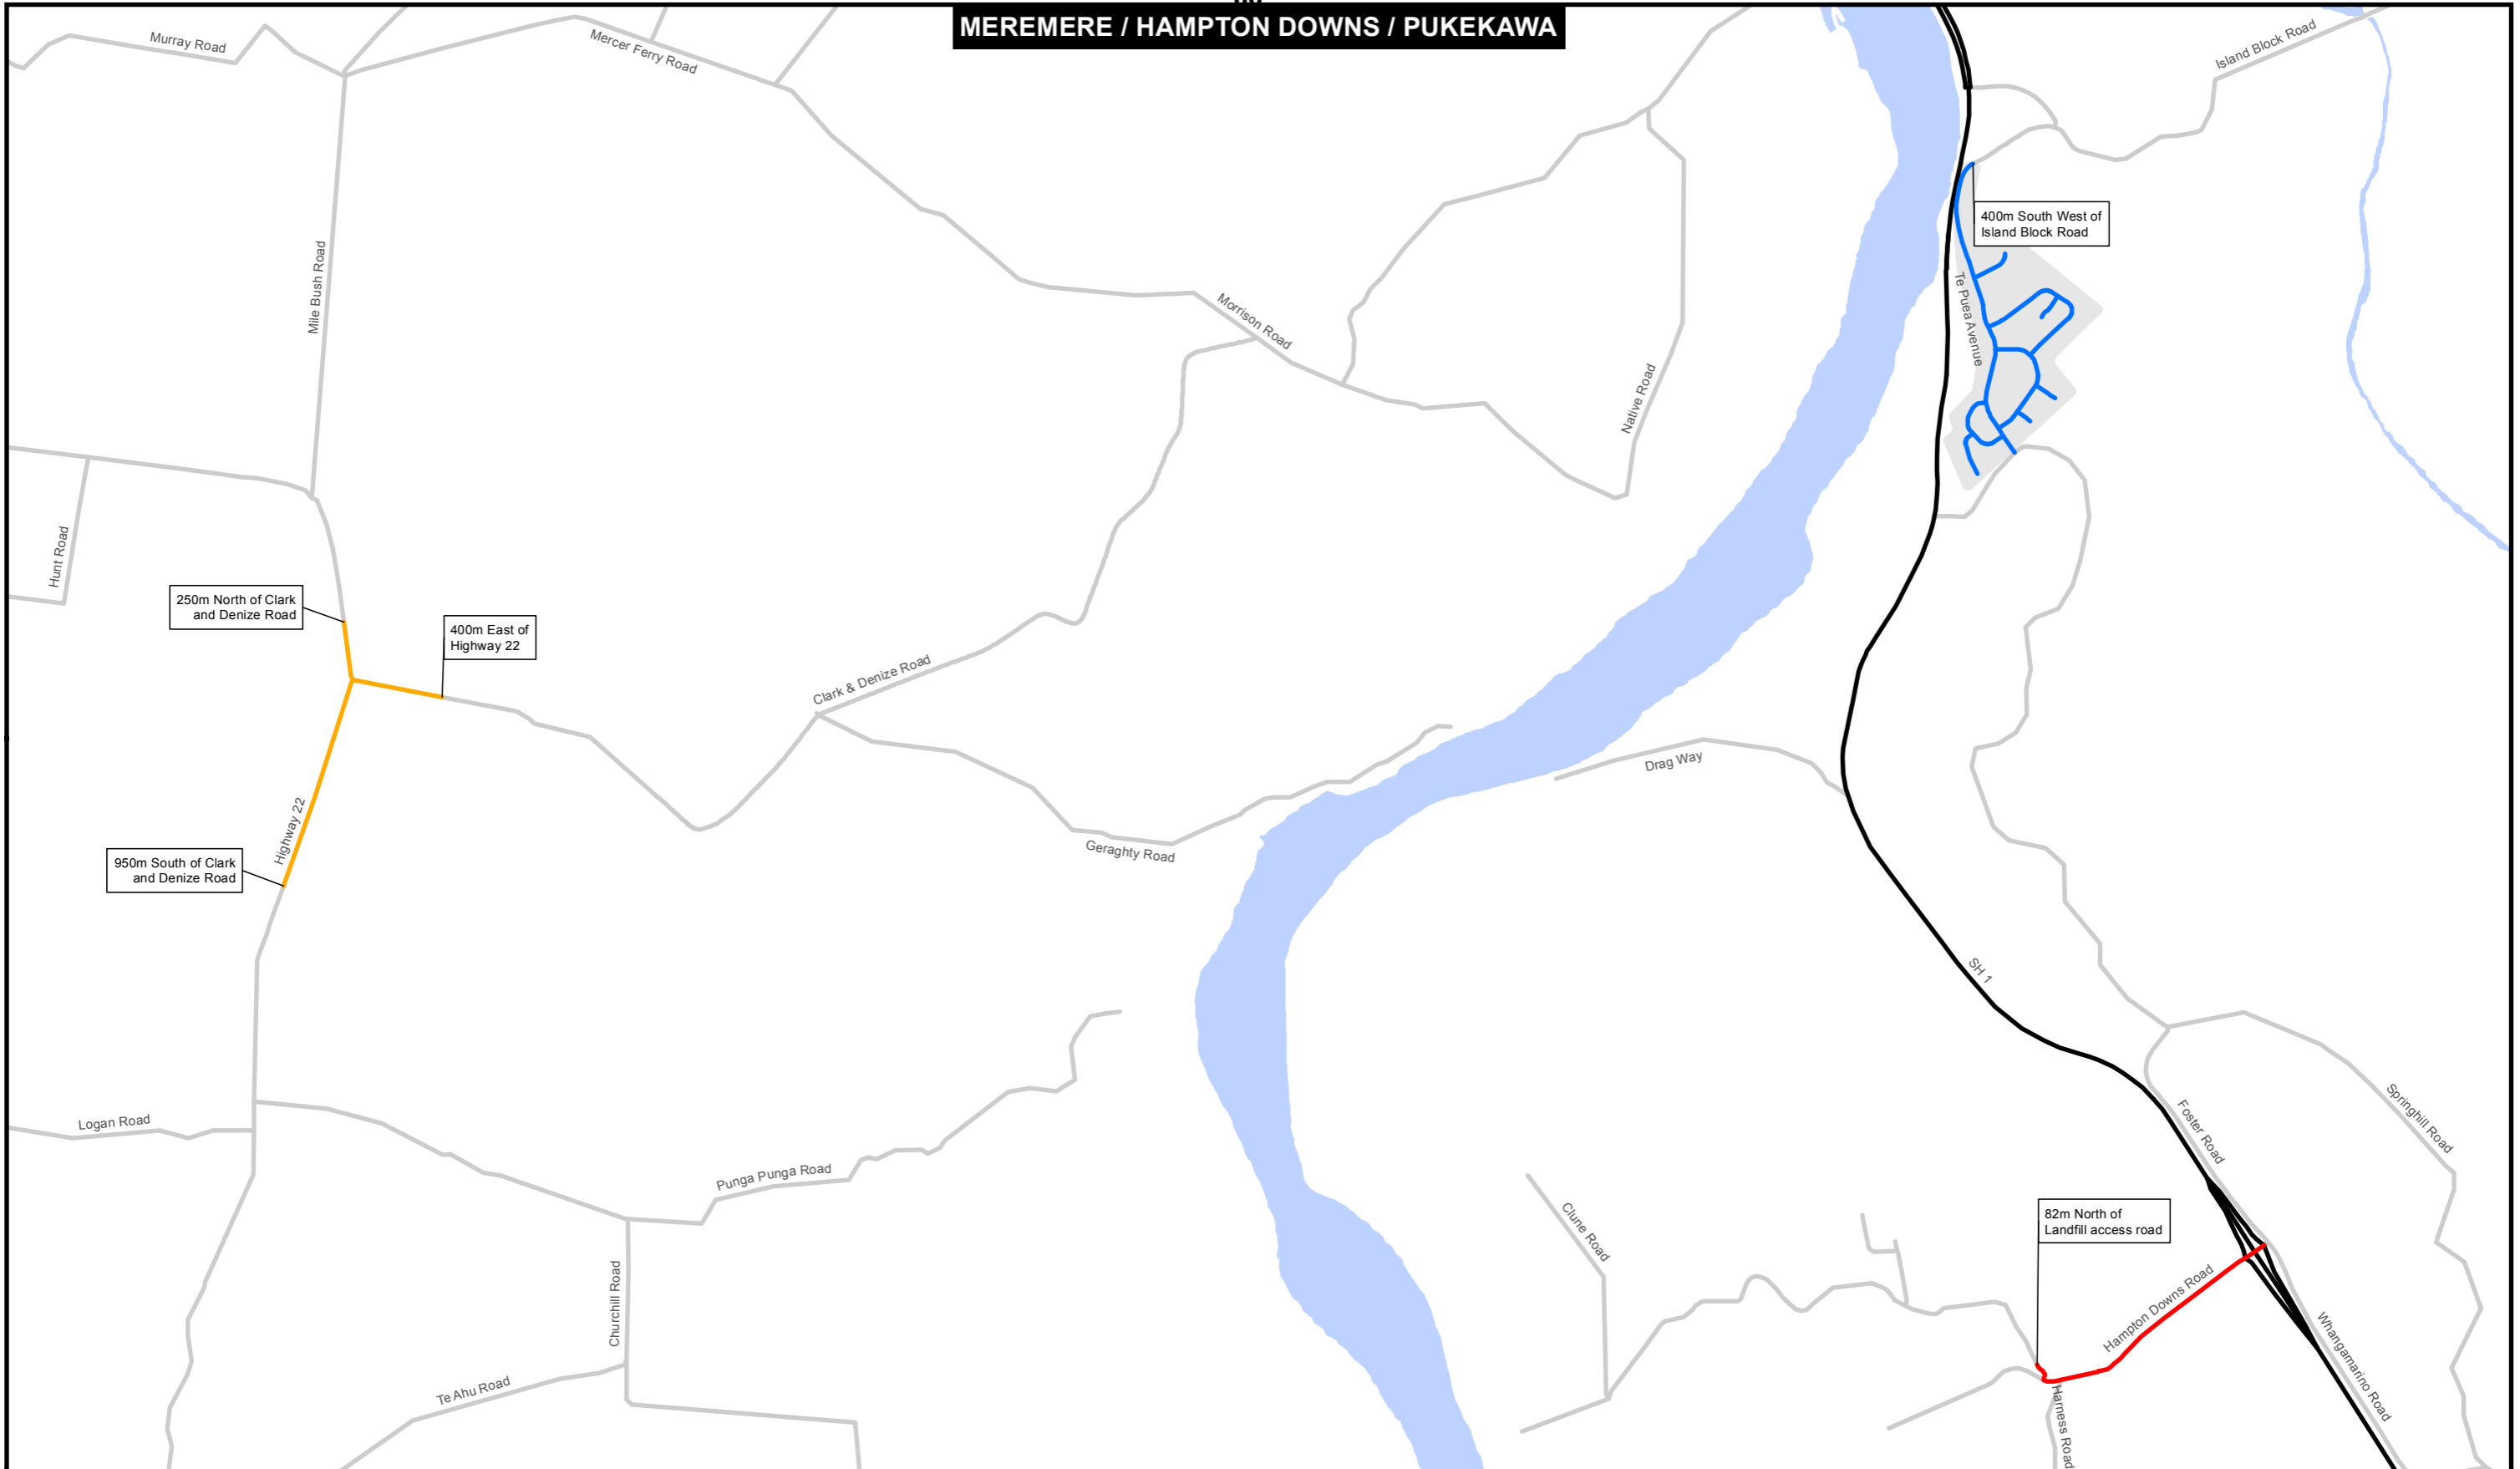 MEREMERE / HAMPTON DOWNS / PUKEKAWA
Murray Road
Mercer Ferry Road
Island Block Road
400m South West of
Island Block Road
Mile Bush Road
Te Puea Avenue
Morrison Road
Native Road
Hunt Road
250m North of Clark
and Denize Road
400m East of
Highway 22
Clark & Denize Road
Drag Way
Highway 22
Geraghty Road
950m South of Clark
and Denize Road
SH 1
Logan Road
Foster Road
Springhill Road
Punga Punga Road
82m North of
Landfill access road
Clune Road
Churchill Road
Hampton Downs Road
Whangamarino Road
Te Ahu Road
Harness Road